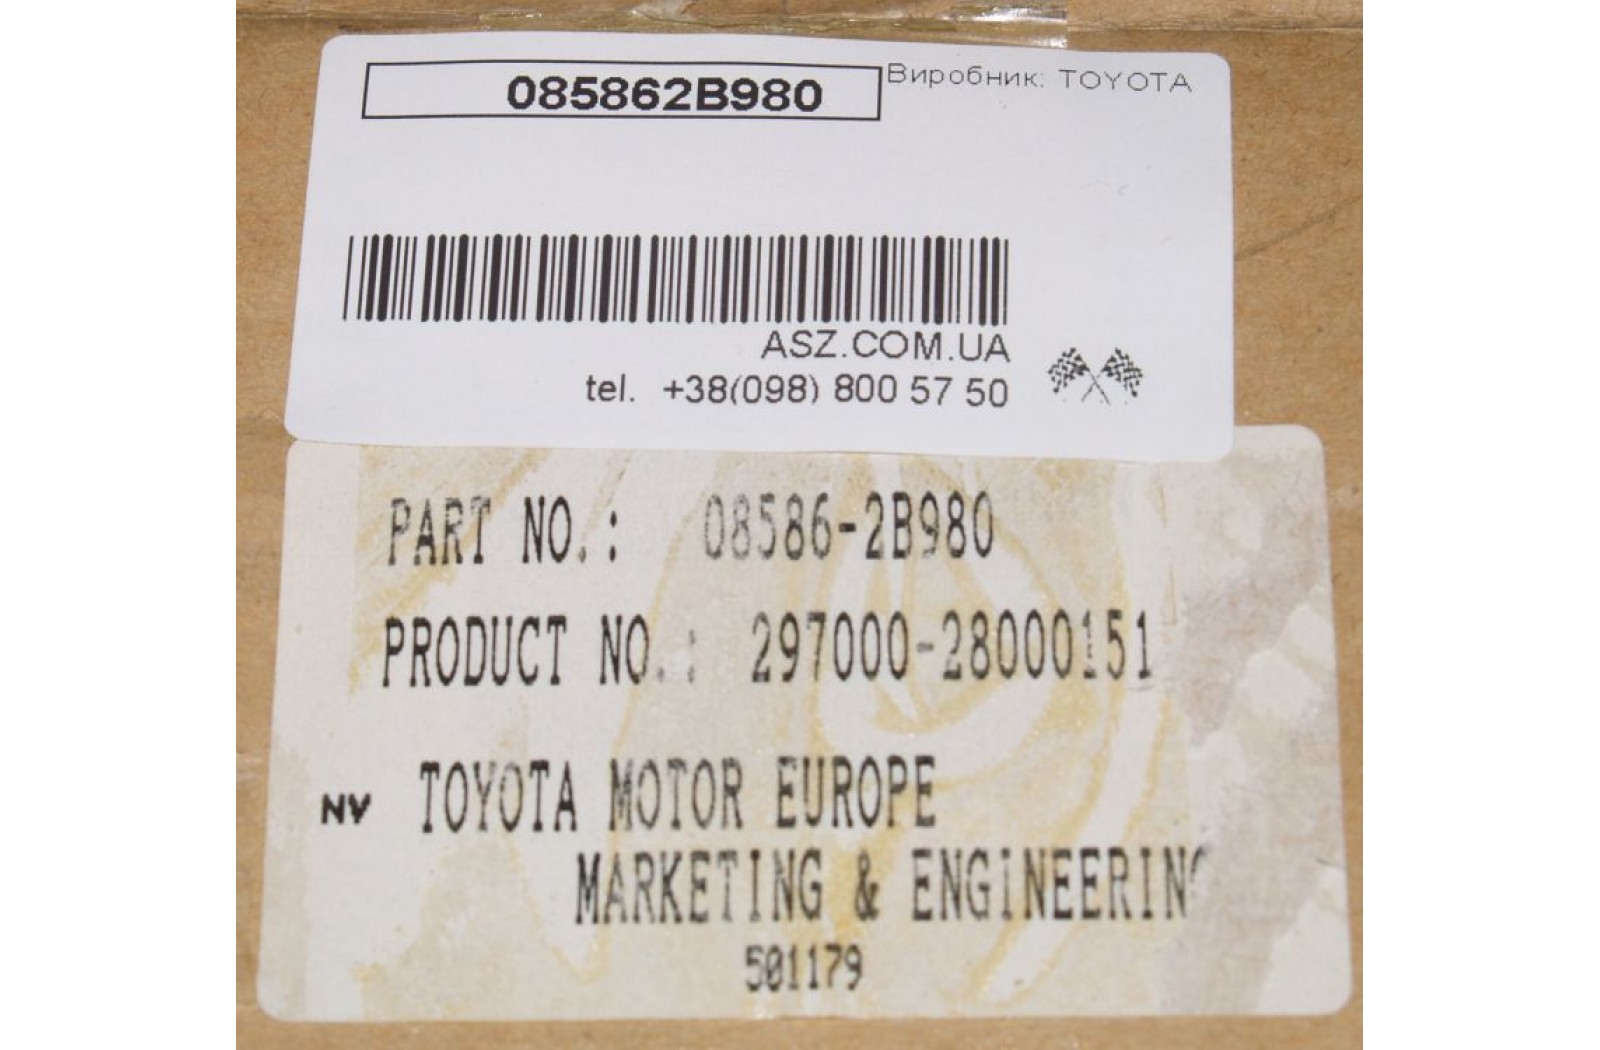 085862B980
Виробник: TOYOTA
ASZ.COM.UA
tel. +38(098) 800 57 50
PART NO.: 08586-2B980
PRODUCT NO.: 297000-28000151
NV TOYOTA MOTOR EUROPE
MARKETING & ENGINEERING
501179